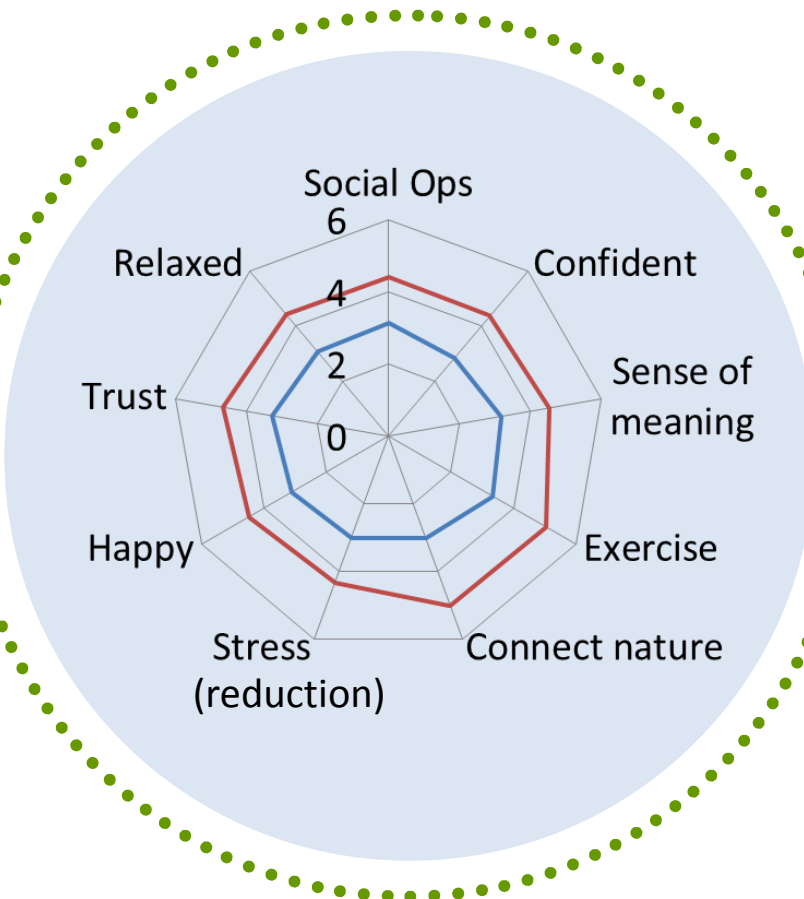 Social Ops
6
Relaxed
Confident
4
Sense of
meaning
2
Trust
0
Happy
Exercise
Stress
(reduction)
Connect nature